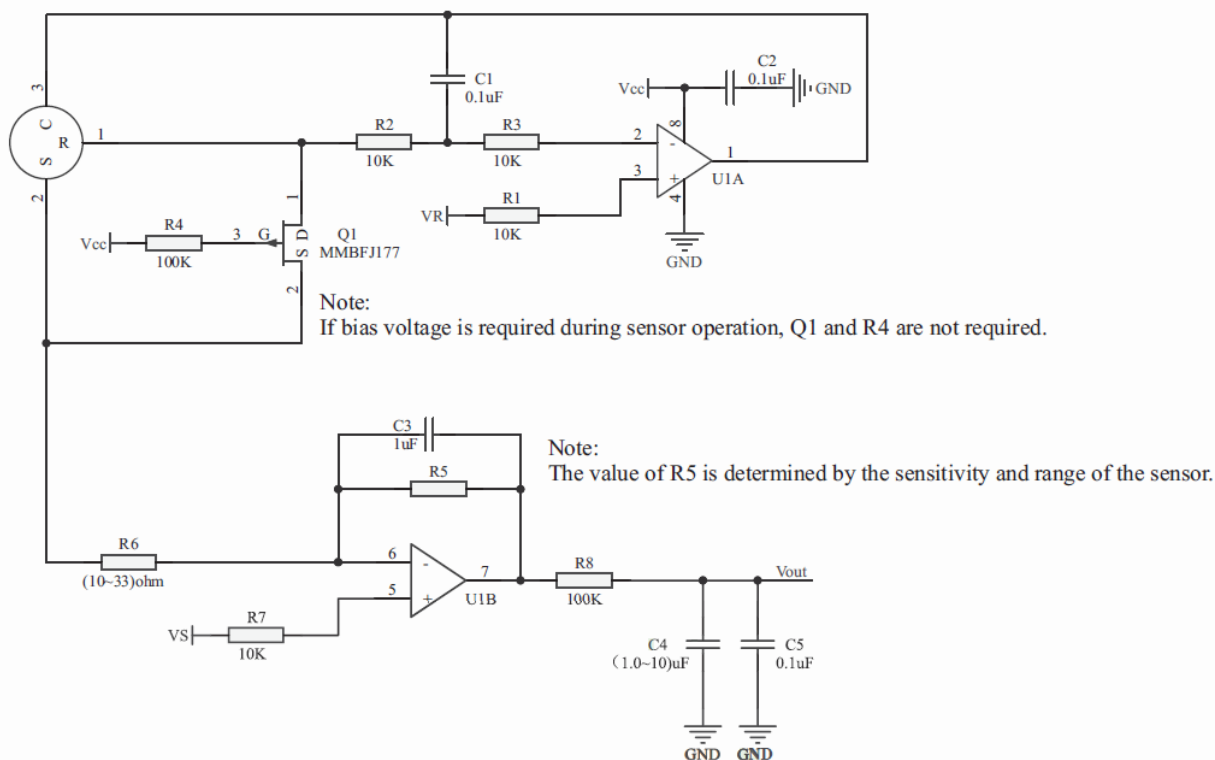 C1
0.1uF
C2
0.1uF
Vcc
GND
3
C
R
S
1
2
R2
10K
R3
10K
2
3
8
-
+
4
1
U1A
VR
R1
10K
GND
1
Vcc
R4
100K
3
G
D
S
Q1
MMBFJ177
2
Note:
If bias voltage is required during sensor operation, Q1 and R4 are not required.
C3
1uF
R5
Note:
The value of R5 is determined by the sensitivity and range of the sensor.
R6
(10~33)ohm
6
5
-
+
7
U1B
R8
100K
Vout
VS
R7
10K
C4
(1.0~10)uF
C5
0.1uF
GND
GND